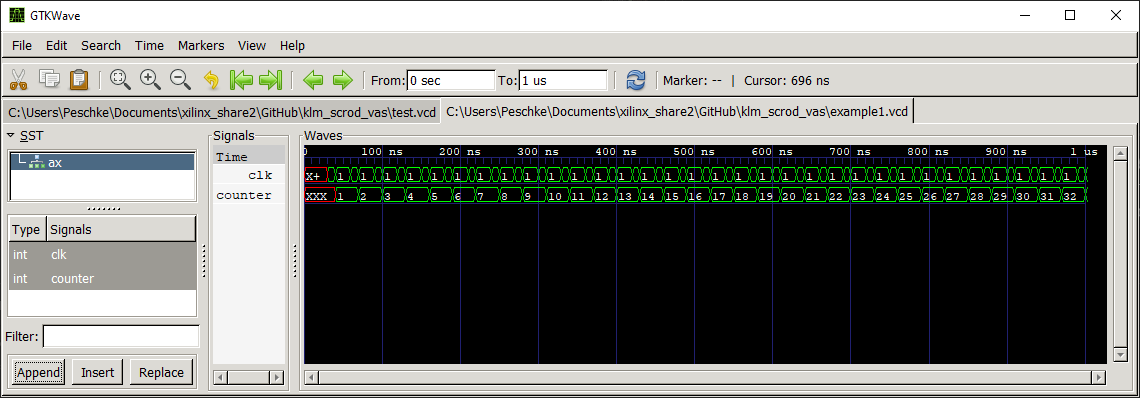 GTKWave
File Edit Search Time Markers View Help
From: 0 sec To: 1 us Marker: -- | Cursor: 696 ns
C:\Users\Peschke\Documents\xilinx_share2\GitHub\klm_scrod_vas\test.vcd C:\Users\Peschke\Documents\xilinx_share2\GitHub\klm_scrod_vas\example1.vcd
SST
ax
Type Signals
int clk
int counter
Filter:
Append Insert Replace
Signals
Time
clk
counter
Waves
0 100 ns 200 ns 300 ns 400 ns 500 ns 600 ns 700 ns 800 ns 900 ns 1 us
X+ 1 1 1 1 1 1 1 1 1 1 1 1 1 1 1 1 1 1 1 1 1 1 1 1 1 1 1 1 1 1 1 1
XXX 1 2 3 4 5 6 7 8 9 10 11 12 13 14 15 16 17 18 19 20 21 22 23 24 25 26 27 28 29 30 31 32